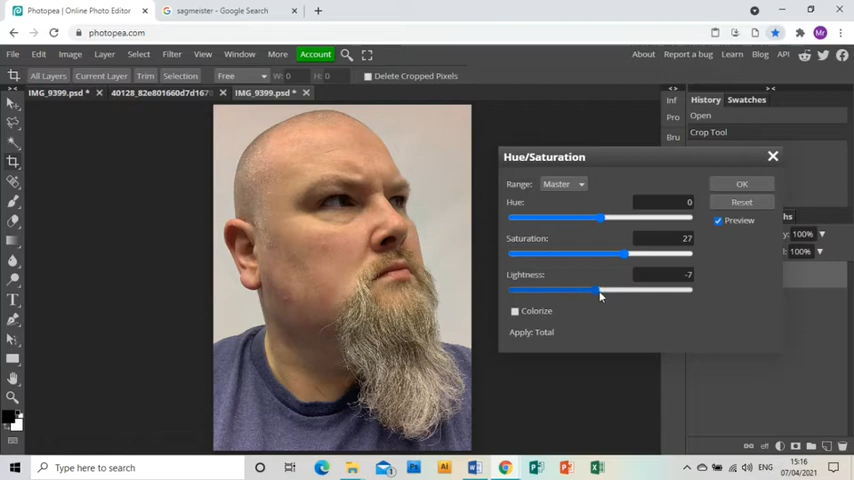 Photopea | Online Photo Editor
sagmeister - Google Search
photopea.com
Blog
Mr
File Edit Image Layer Select Filter View Window More Account
About Report a bug Learn Blog API
All Layers Current Layer Trim Selection Free W: 0 H: 0 Delete Cropped Pixels
IMG_9399.psd * 40128_82e801660d7d167 IMG_9399.psd *
Inf
Pro
Bru
History Swatches
Open
Crop Tool
Hue/Saturation
Range: Master OK
Hue: 0 Reset
Preview
Saturation: 27
Lightness: -7
Colorize
Apply: Total
hs
y: 100%
l: 100%
eff
Type here to search
ENG
15:16
07/04/2021